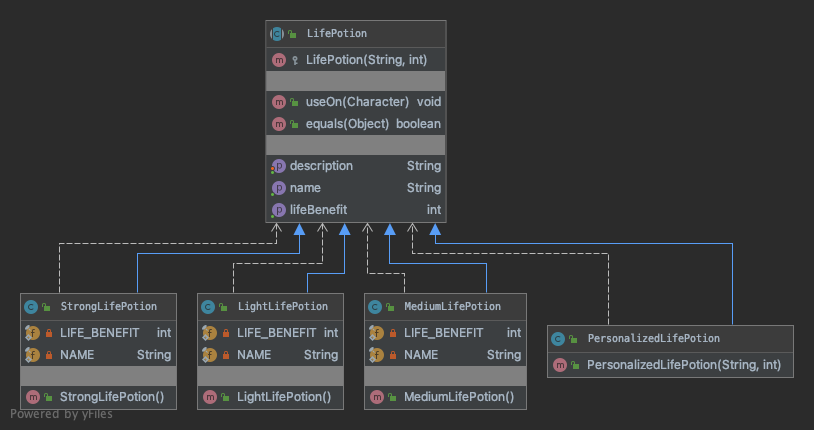 LifePotion
LifePotion(String, int)
useOn(Character) void
equals(Object) boolean
description String
name String
lifeBenefit int
StrongLifePotion
LIFE_BENEFIT int
NAME String
StrongLifePotion()
LightLifePotion
LIFE_BENEFIT int
NAME String
LightLifePotion()
MediumLifePotion
LIFE_BENEFIT int
NAME String
MediumLifePotion()
PersonalizedLifePotion
PersonalizedLifePotion(String, int)
Powered by yFiles